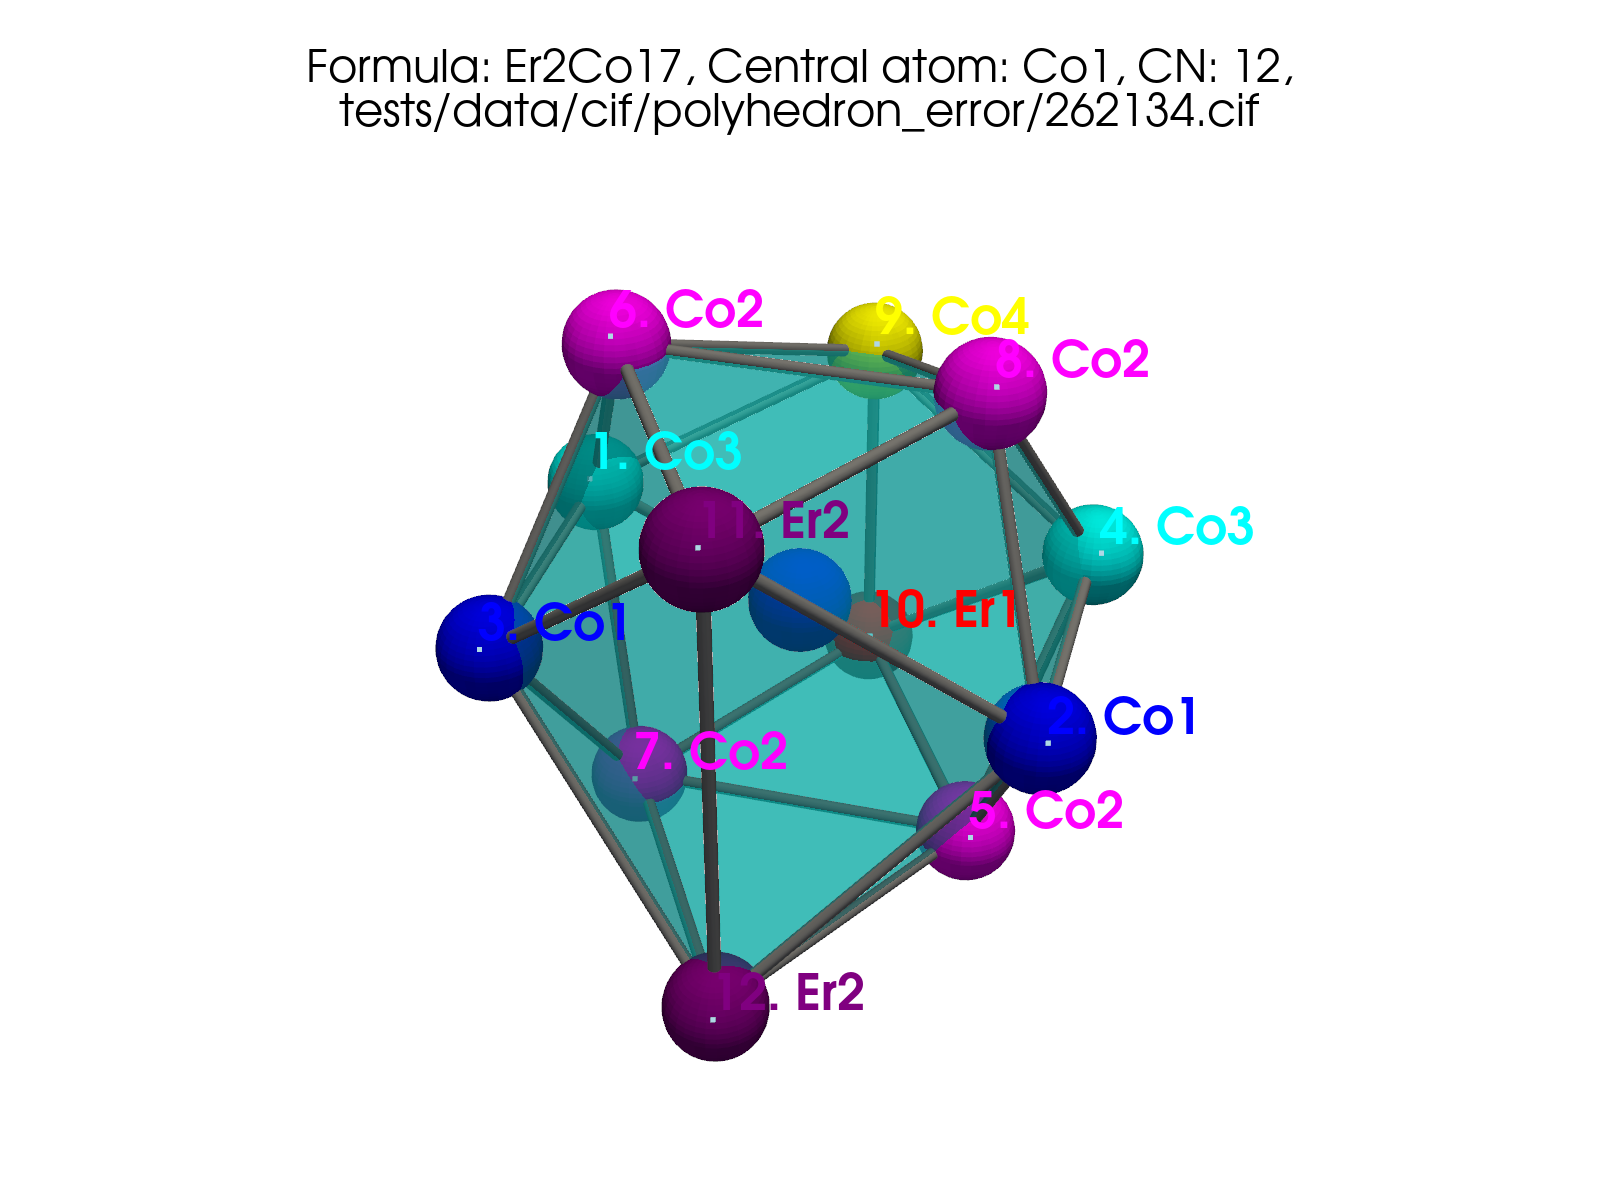 Formula: Er2Co17, Central atom: Co1, CN: 12,
tests/data/cif/polyhedron_error/262134.cif
6. Co2
9. Co4
8. Co2
1. Co3
11. Er2
4. Co3
10. Er1
3. Co1
2. Co1
7. Co2
5. Co2
12. Er2